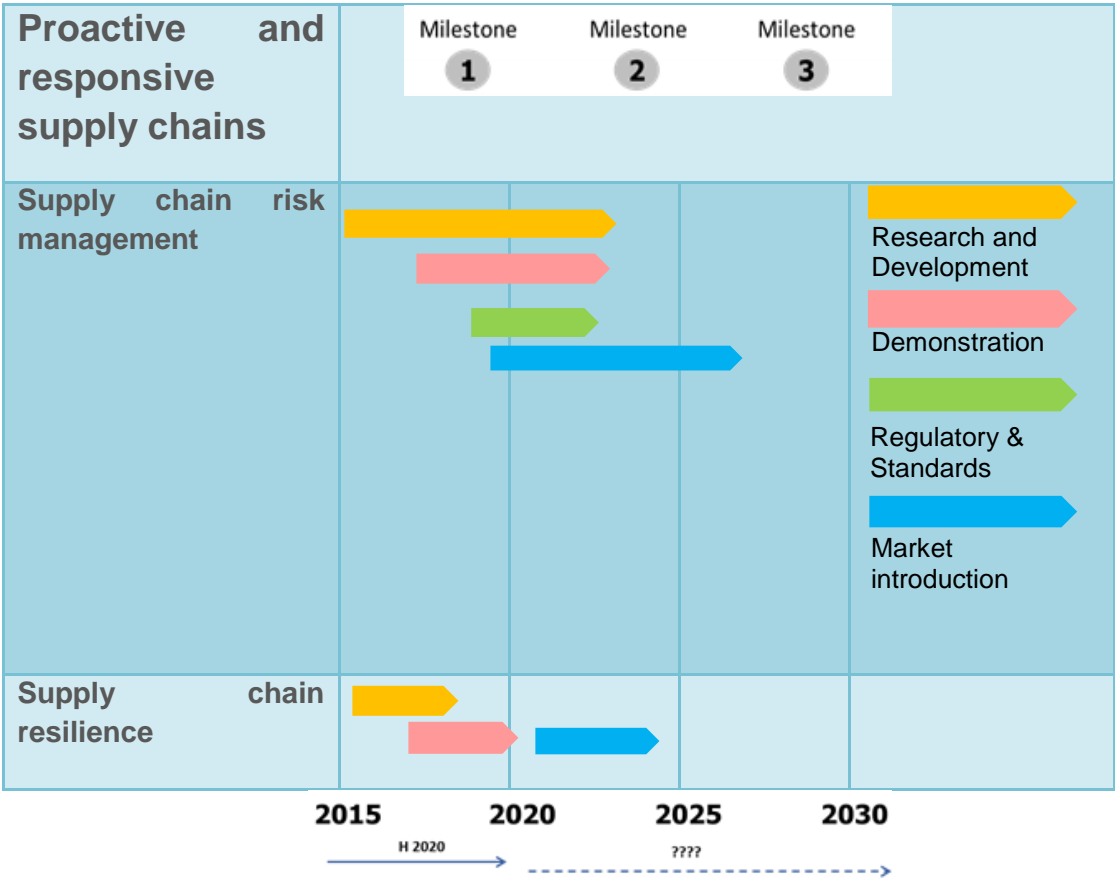 Proactive and
responsive
supply chains
Milestone Milestone Milestone
1 2 3
Supply chain risk
management
Research and
Development
Demonstration
Regulatory &
Standards
Market
introduction
Supply chain
resilience
2015 2020 2025 2030
H 2020 ????